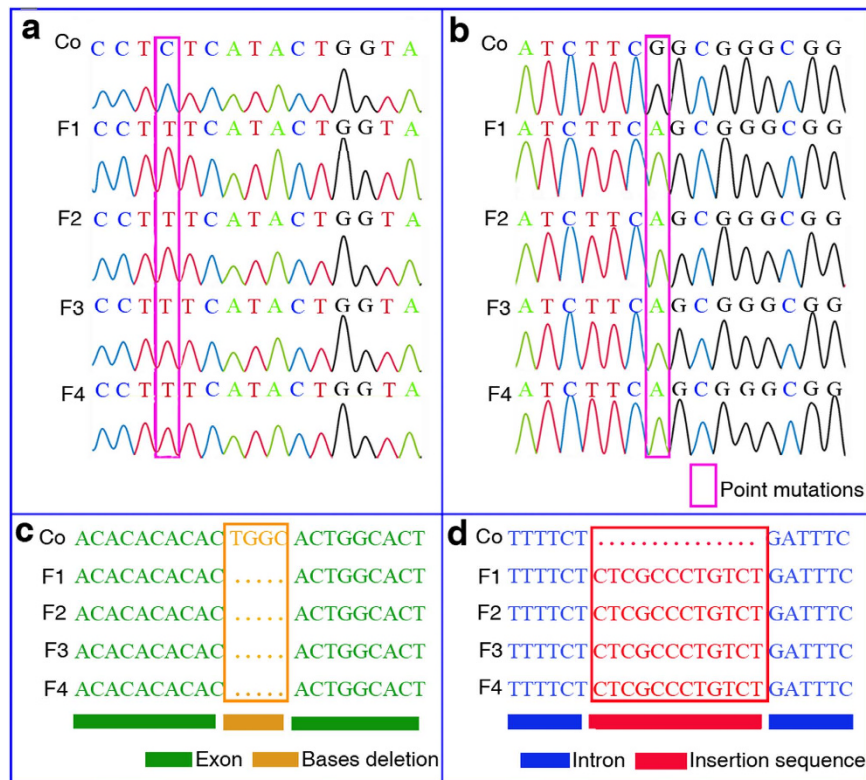 a
Co C C T C T C A T A C T G G T A
F1 C C T T T C A T A C T G G T A
F2 C C T T T C A T A C T G G T A
F3 C C T T T C A T A C T G G T A
F4 C C T T T C A T A C T G G T A
b
Co A T C T T C G G C G G G C G G
F1 A T C T T C A G C G G G C G G
F2 A T C T T C A G C G G G C G G
F3 A T C T T C A G C G G G C G G
F4 A T C T T C A G C G G G C G G
Point mutations
c
Co ACACACACAC TGGC ACTGGCACT
F1 ACACACACAC ..... ACTGGCACT
F2 ACACACACAC ..... ACTGGCACT
F3 ACACACACAC ..... ACTGGCACT
F4 ACACACACAC ..... ACTGGCACT
Exon Bases deletion
d
Co TTTTCT ............... GATTTC
F1 TTTTCT CTCGCCCTGTCT GATTTC
F2 TTTTCT CTCGCCCTGTCT GATTTC
F3 TTTTCT CTCGCCCTGTCT GATTTC
F4 TTTTCT CTCGCCCTGTCT GATTTC
Intron Insertion sequence